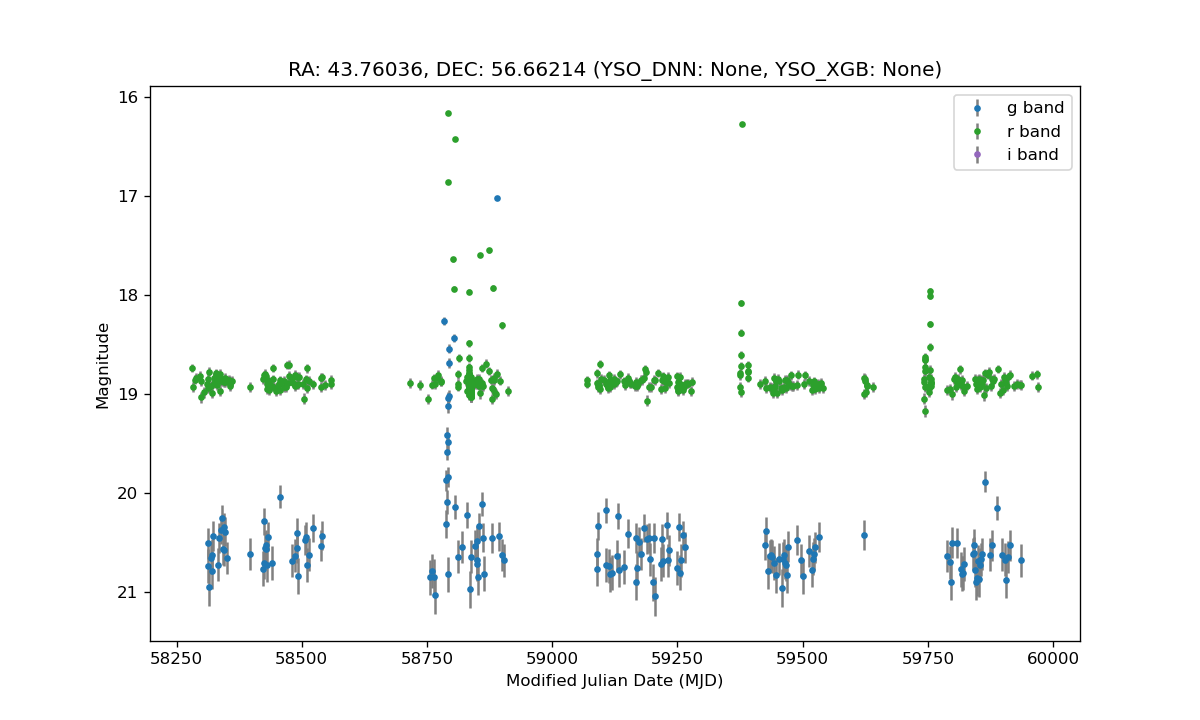 RA: 43.76036, DEC: 56.66214 (YSO_DNN: None, YSO_XGB: None)
g band
r band
i band
Magnitude
16
17
18
19
20
21
58250 58500 58750 59000 59250 59500 59750 60000
Modified Julian Date (MJD)